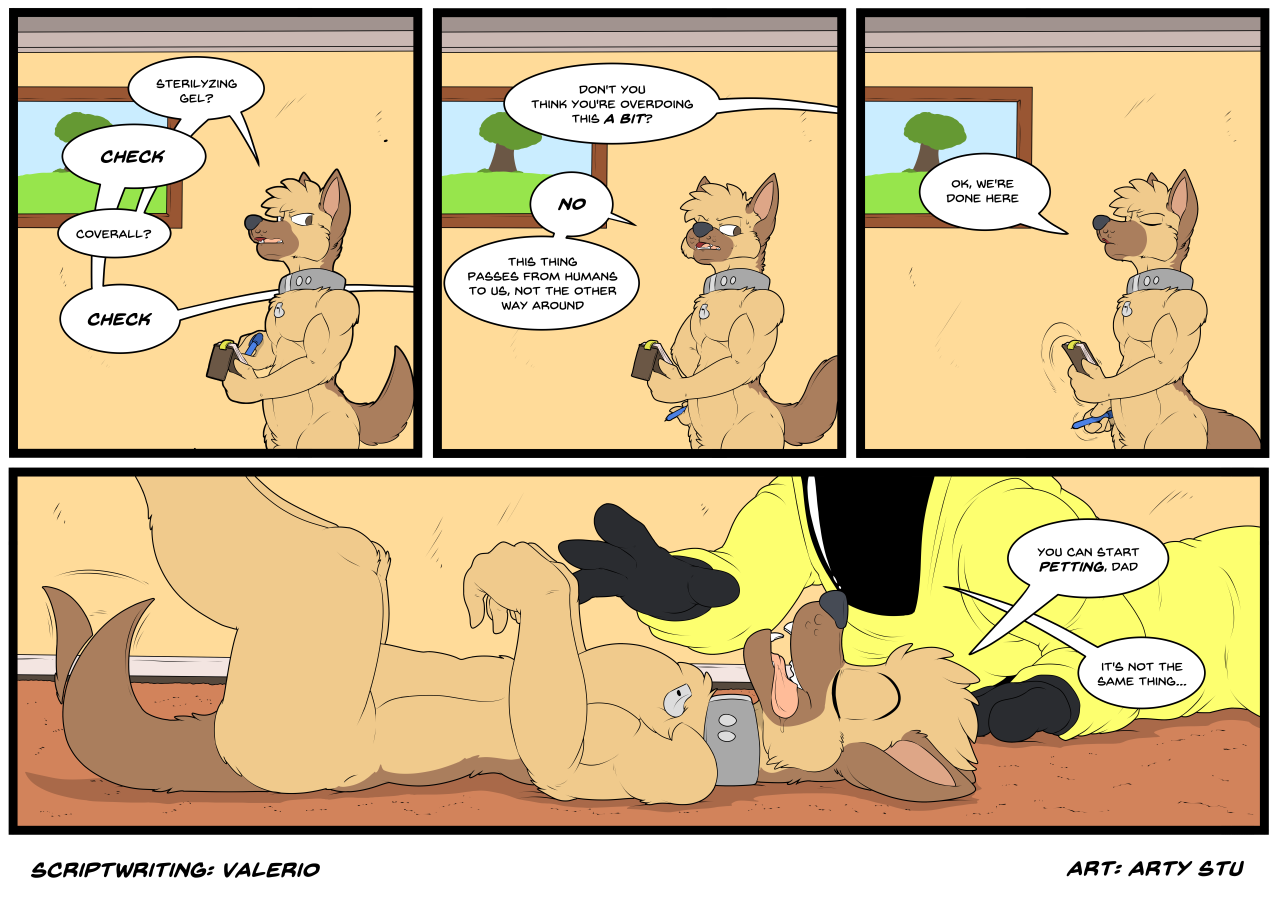 STERILYZING
GEL?
CHECK
COVERALL?
CHECK
DON'T YOU
THINK YOU'RE OVERDOING
THIS A BIT?
NO
THIS THING
PASSES FROM HUMANS
TO US, NOT THE OTHER
WAY AROUND
OK, WE'RE
DONE HERE
YOU CAN START
PETTING, DAD
IT'S NOT THE
SAME THING...
SCRIPTWRITING: VALERIO
ART: ARTY STU